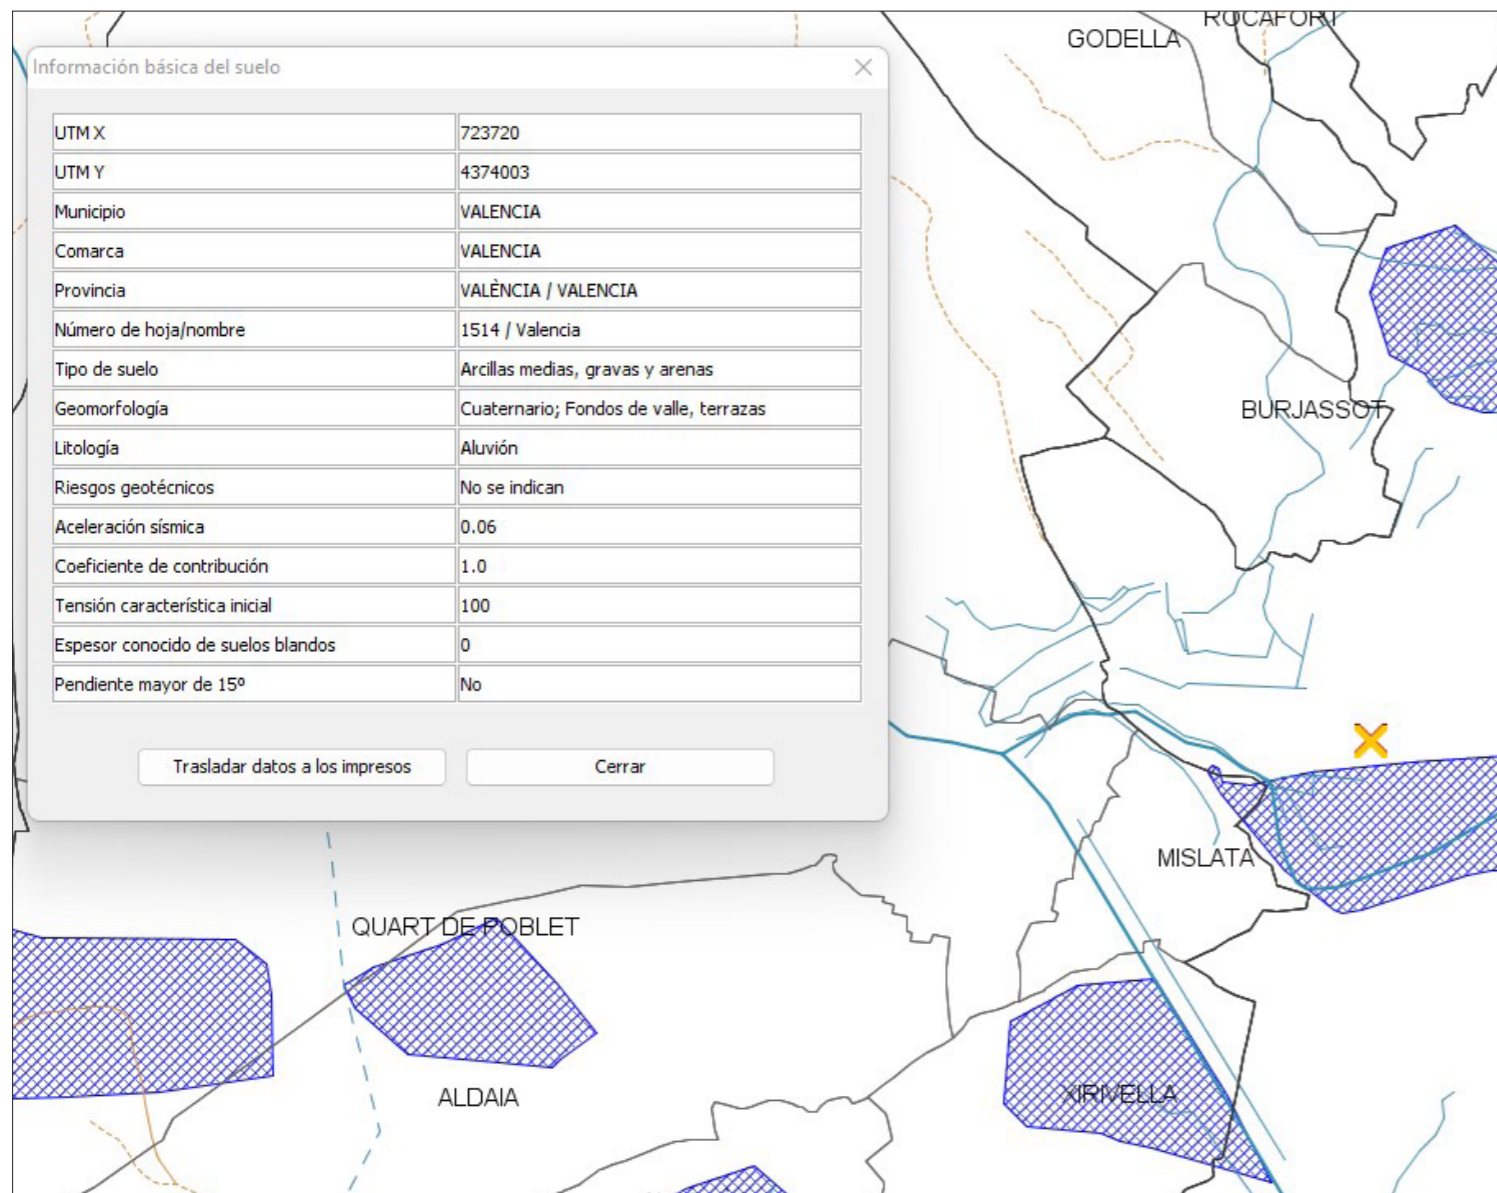 ROCAFORT
GODELLA
Información básica del suelo
UTM X 723720
UTM Y 4374003
Municipio VALENCIA
Comarca VALENCIA
Provincia VALÈNCIA / VALENCIA
Número de hoja/nombre 1514 / Valencia
Tipo de suelo Arcillas medias, gravas y arenas
Geomorfología Cuaternario; Fondos de valle, terrazas
Litología Aluvión
Riesgos geotécnicos No se indican
Aceleración sísmica 0.06
Coeficiente de contribución 1.0
Tensión característica inicial 100
Espesor conocido de suelos blandos 0
Pendiente mayor de 15º No
Trasladar datos a los impresos Cerrar
BURJASSOT
MISLATA
QUART DE POBLET
XIRIVELLA
ALDAIA